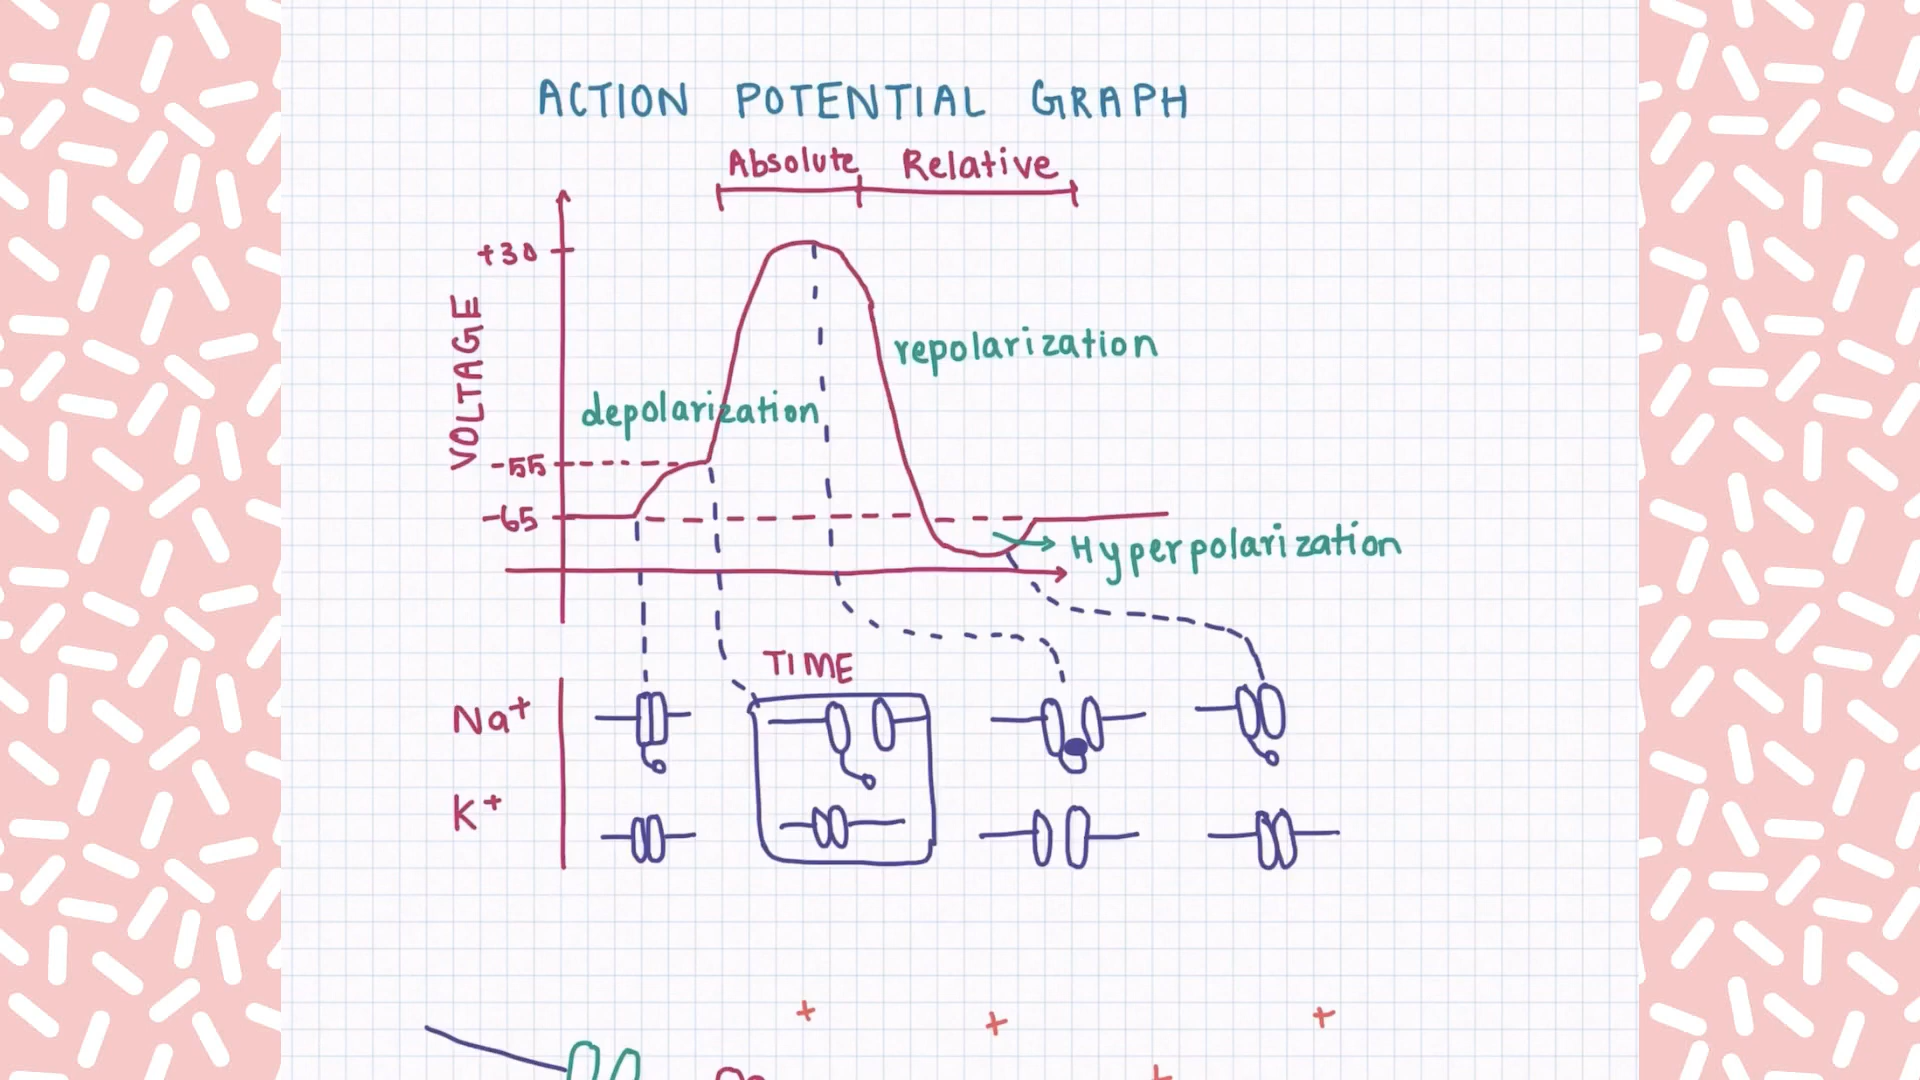 ACTION POTENTIAL GRAPH
Absolute Relative
+30
VOLTAGE
repolarization
depolarization
-55
-65
Hyperpolarization
TIME
Na+
K+
+ + +
+